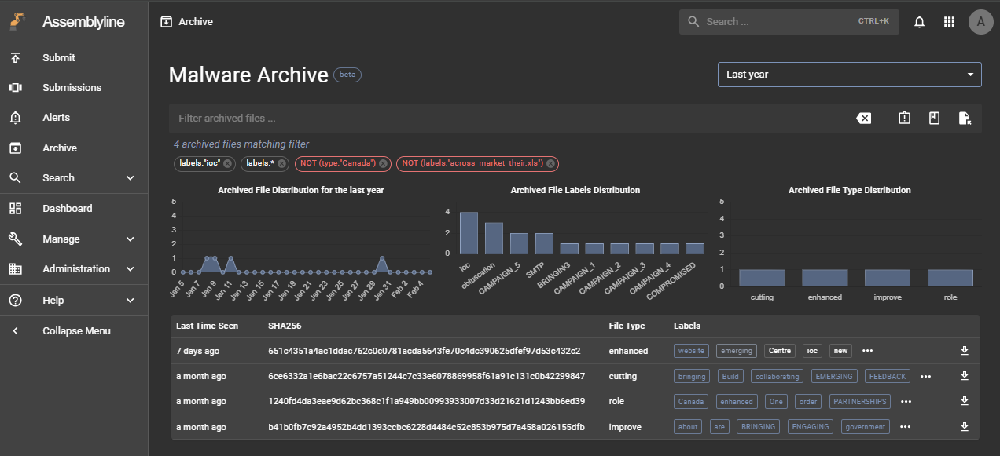 Assemblyline
Submit
Submissions
Alerts
Archive
Search
Dashboard
Manage
Administration
Help
Collapse Menu
Archive
Search ...
CTRL+K
A
Malware Archive
beta
Last year
Filter archived files ...
4 archived files matching filter
labels:"ioc"
labels:*
NOT (type:"Canada")
NOT (labels:"across_market_their.xls")
Archived File Distribution for the last year
5
4
3
2
1
0
Jan 5
Jan 7
Jan 9
Jan 11
Jan 13
Jan 15
Jan 17
Jan 19
Jan 21
Jan 23
Jan 25
Jan 27
Jan 29
Jan 31
Feb 2
Feb 4
Archived File Labels Distribution
4
2
0
ioc
obfuscation
CAMPAIGN_5
SMTP
BRINGING
CAMPAIGN_1
CAMPAIGN_2
CAMPAIGN_3
CAMPAIGN_4
COMPROMISED
Archived File Type Distribution
5
4
3
2
1
0
cutting
enhanced
improve
role
Last Time Seen SHA256 File Type Labels
7 days ago 651c4351a4ac1ddac762c0c0781acda5643fe70c4dc390625dfef97d53c432c2 enhanced website emerging Centre ioc new •••
a month ago 6ce6332a1e6bac22c6757a51244c7c33e6078869958f61a91c131c0b42299847 cutting bringing Build collaborating EMERGING FEEDBACK •••
a month ago 1240fd4da3eae9d62bc368c1f1a949bb00993933007d33d21621d1243bb6ed39 role Canada enhanced One order PARTNERSHIPS •••
a month ago b41b0fb7c92a4952b4dd1393ccbc6228d4484c52c853b975d7a458a026155dfb improve about are BRINGING ENGAGING government •••